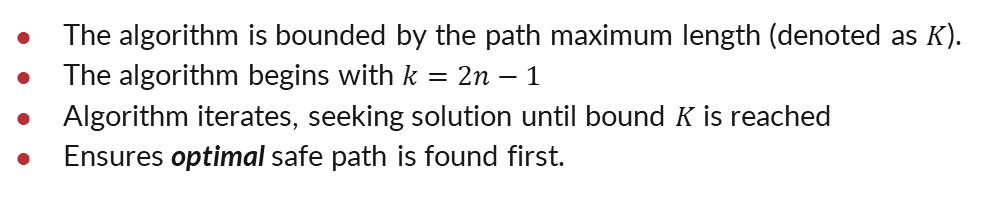 • The algorithm is bounded by the path maximum length (denoted as K).
• The algorithm begins with k = 2n − 1
• Algorithm iterates, seeking solution until bound K is reached
• Ensures optimal safe path is found first.